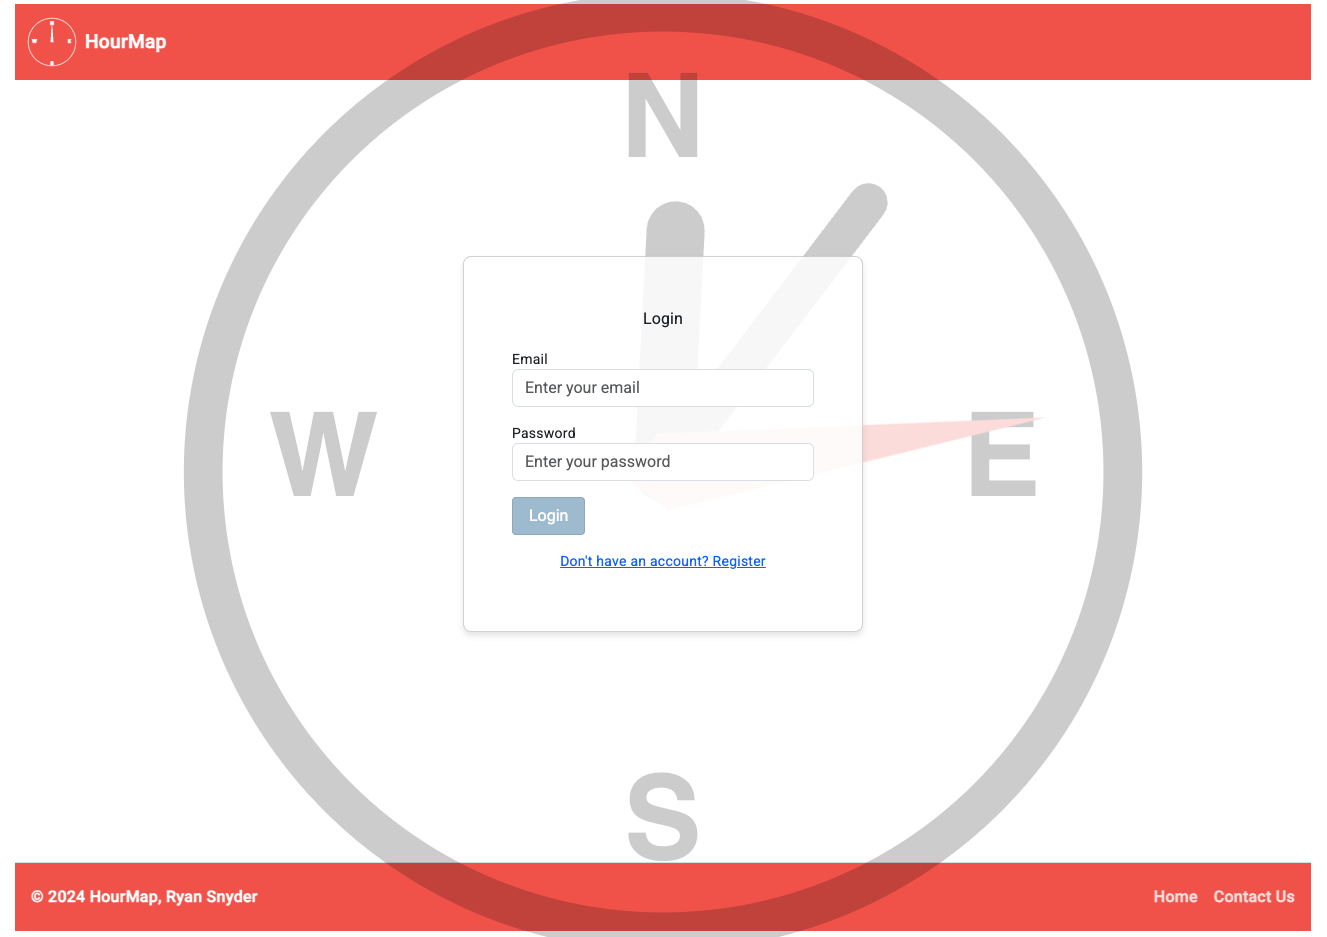 HourMap
N
W
E
S
Login
Email
Enter your email
Password
Enter your password
Login
Don't have an account? Register
© 2024 HourMap, Ryan Snyder
Home
Contact Us